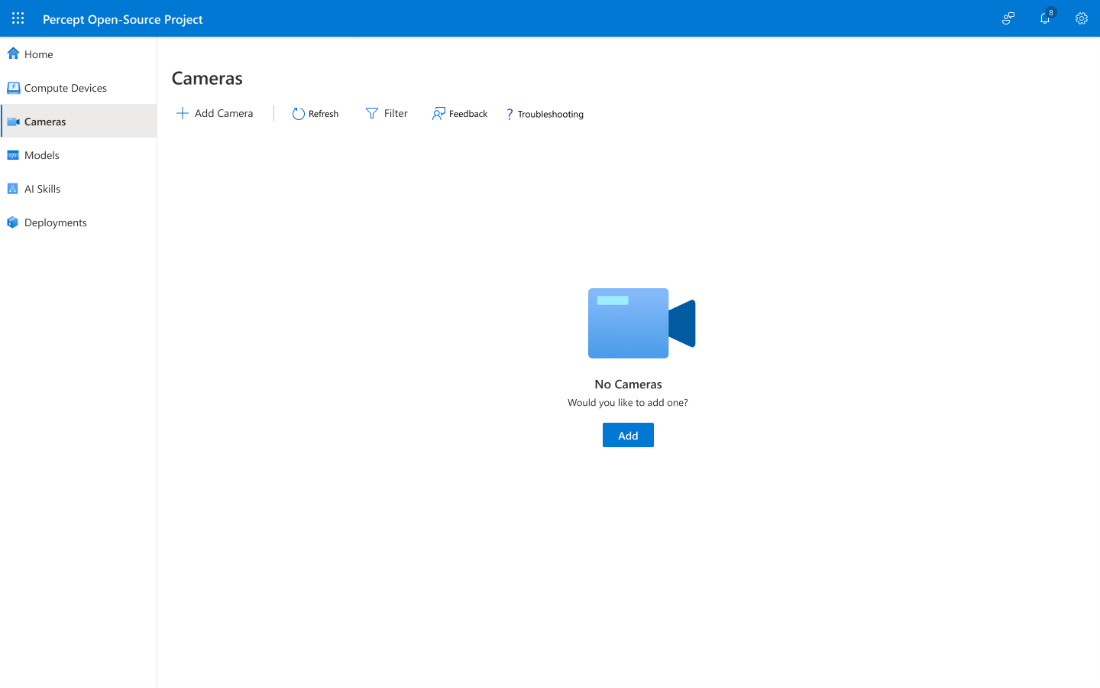 Percept Open-Source Project
8
Home
Compute Devices
Cameras
Models
AI Skills
Deployments
Cameras
Add Camera
Refresh
Filter
Feedback
? Troubleshooting
No Cameras
Would you like to add one?
Add